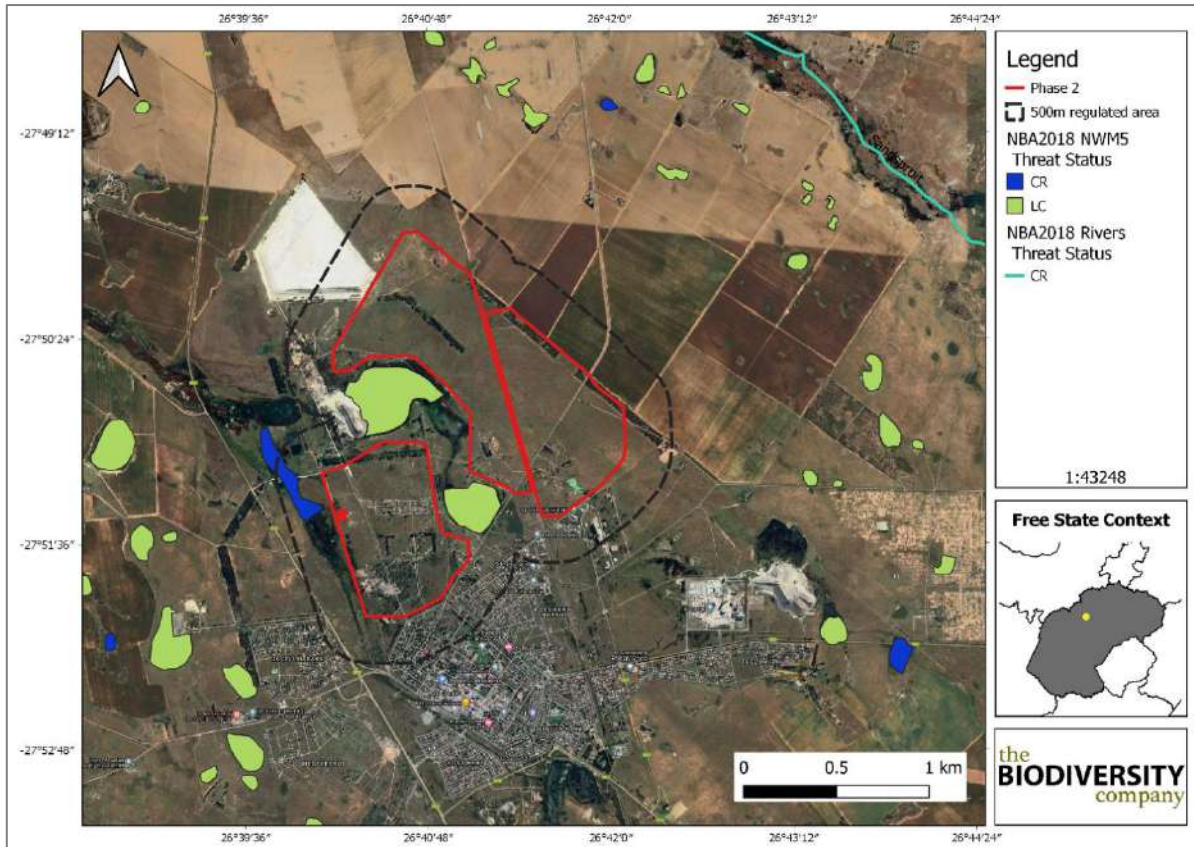 26°39'36" 26°40'48" 26°42'0" 26°43'12" 26°44'24"
-27°49'12"
-27°50'24"
-27°51'36"
-27°52'48"
Sandspruit
0 0.5 1 km
26°39'36" 26°40'48" 26°42'0" 26°43'12" 26°44'24"
Legend
Phase 2
500m regulated area
NBA2018 NWM5
Threat Status
CR
LC
NBA2018 Rivers
Threat Status
CR
1:43248
Free State Context
the
BIODIVERSITY
company